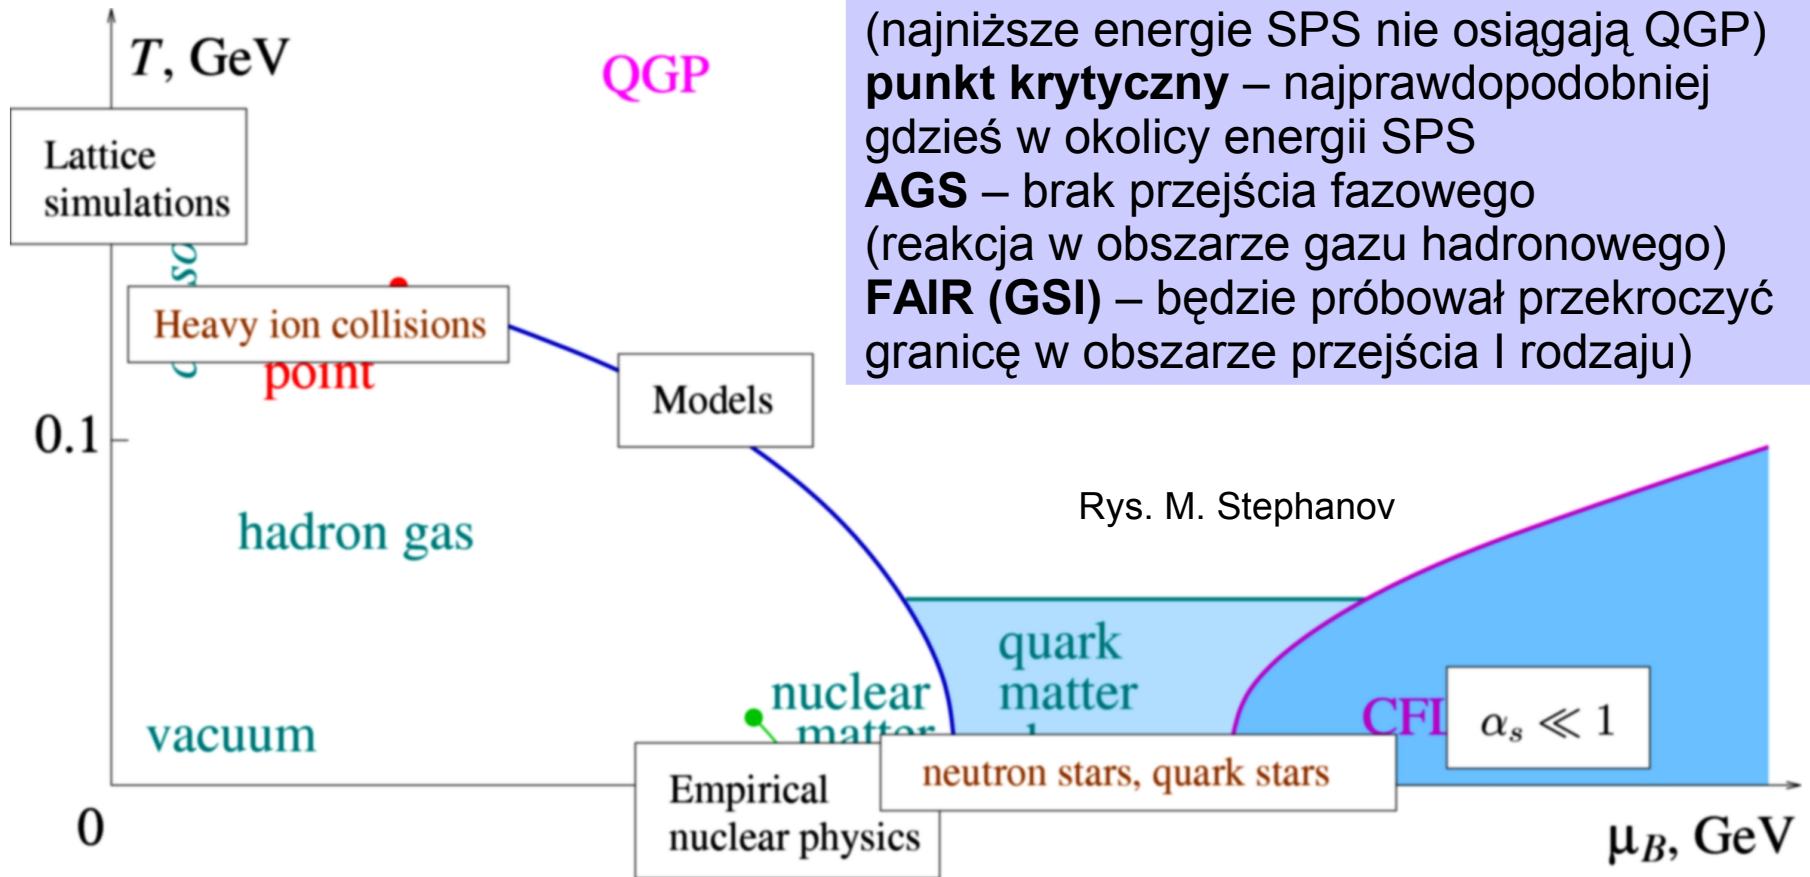 T, GeV
QGP
(najniższe energie SPS nie osiągają QGP)
punkt krytyczny – najprawdopodobniej
gdzieś w okolicy energii SPS
AGS – brak przejścia fazowego
(reakcja w obszarze gazu hadronowego)
FAIR (GSI) – będzie próbował przekroczyć
granicę w obszarze przejścia I rodzaju)
Lattice
simulations
Heavy ion collisions
point
Models
0.1
Rys. M. Stephanov
hadron gas
quark
matter
nuclear
matter
vacuum
CFL
αs ≪ 1
neutron stars, quark stars
Empirical
nuclear physics
0
μB, GeV